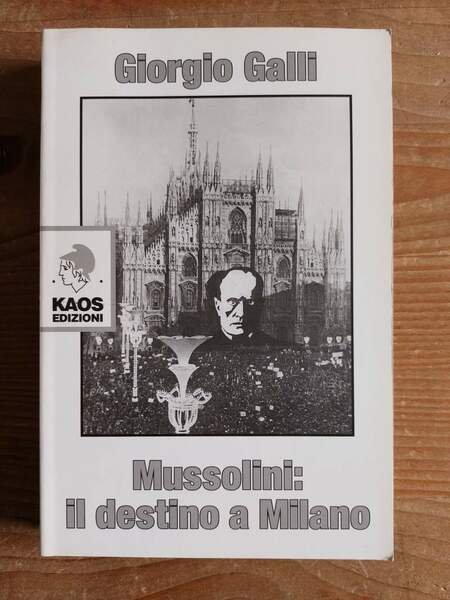 Giorgio Galli
KAOS
EDIZIONI
Mussolini:
il destino a Milano